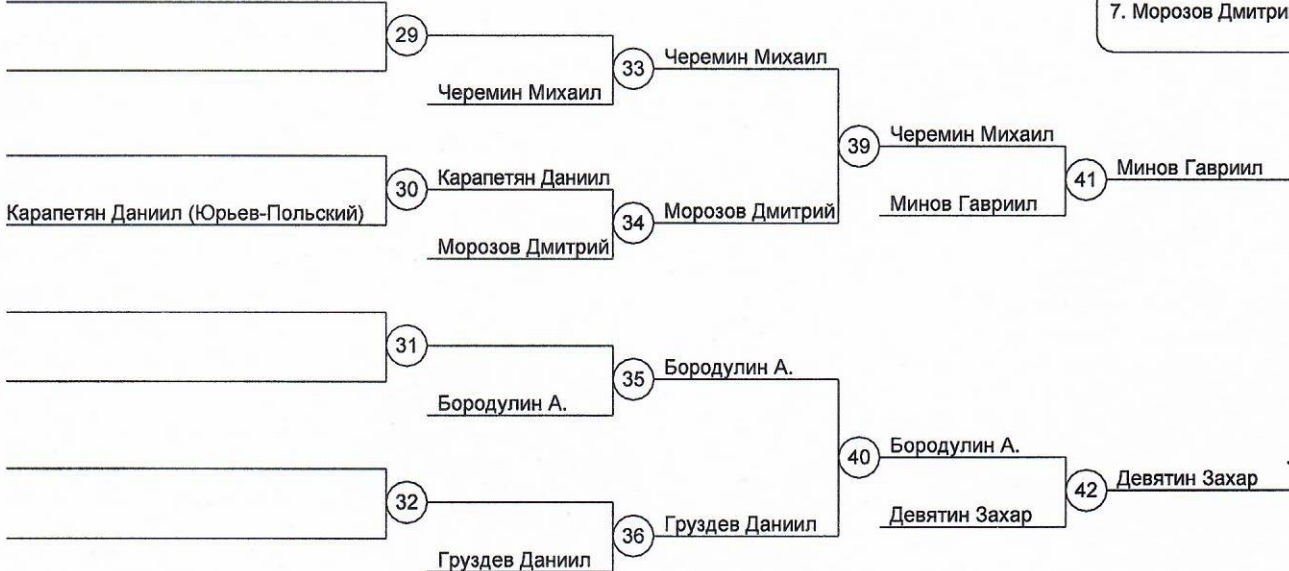 7. Морозов Дмитри
29
33
Черемин Михаил
Черемин Михаил
39
Черемин Михаил
30
Карапетян Даниил
41
Минов Гавриил
Карапетян Даниил (Юрьев-Польский)
34
Морозов Дмитрий
Минов Гавриил
Морозов Дмитрий
31
35
Бородулин А.
Бородулин А.
40
Бородулин А.
32
42
Девятин Захар
36
Груздев Даниил
Девятин Захар
Груздев Даниил